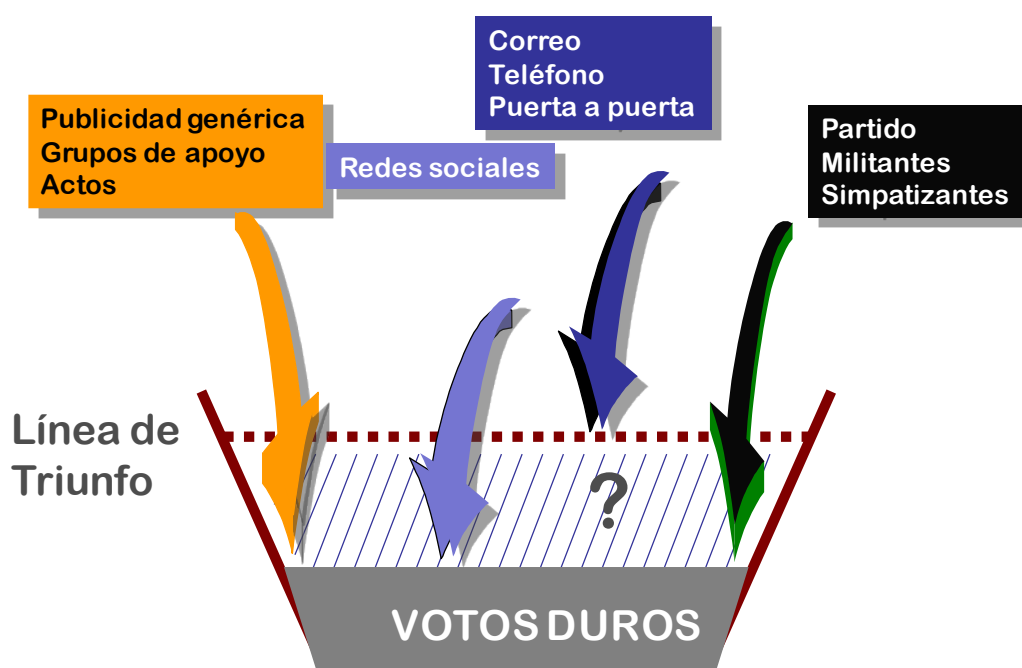 Correo
Teléfono
Puerta a puerta
Publicidad genérica
Grupos de apoyo
Actos
Redes sociales
Partido
Militantes
Simpatizantes
Línea de
Triunfo
?
VOTOS DUROS